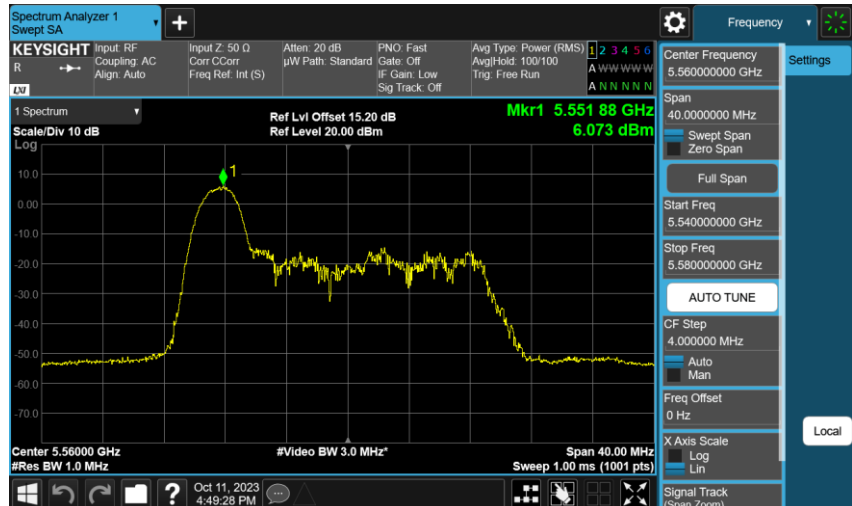 Spectrum Analyzer 1
Swept SA
+
Frequency
KEYSIGHT
R
LXI
Input: RF
Coupling: AC
Align: Auto
Input Z: 50 Ω
Corr CCorr
Freq Ref: Int (S)
Atten: 20 dB
µW Path: Standard
PNO: Fast
Gate: Off
IF Gain: Low
Sig Track: Off
Avg Type: Power (RMS)
Avg|Hold: 100/100
Trig: Free Run
1 2 3 4 5 6
A W W W W W
A N N N N N
1 Spectrum
Scale/Div 10 dB
Log
Ref Lvl Offset 15.20 dB
Ref Level 20.00 dBm
Mkr1 5.551 88 GHz
6.073 dBm
1
10.0
0.00
-10.0
-20.0
-30.0
-40.0
-50.0
-60.0
-70.0
Center 5.56000 GHz
#Res BW 1.0 MHz
#Video BW 3.0 MHz*
Span 40.00 MHz
Sweep 1.00 ms (1001 pts)
?
Oct 11, 2023
4:49:28 PM
Center Frequency
5.560000000 GHz
Settings
Span
40.0000000 MHz
Swept Span
Zero Span
Full Span
Start Freq
5.540000000 GHz
Stop Freq
5.580000000 GHz
AUTO TUNE
CF Step
4.000000 MHz
Auto
Man
Freq Offset
0 Hz
X Axis Scale
Log
Lin
Signal Track
(Span Zoom)
Local